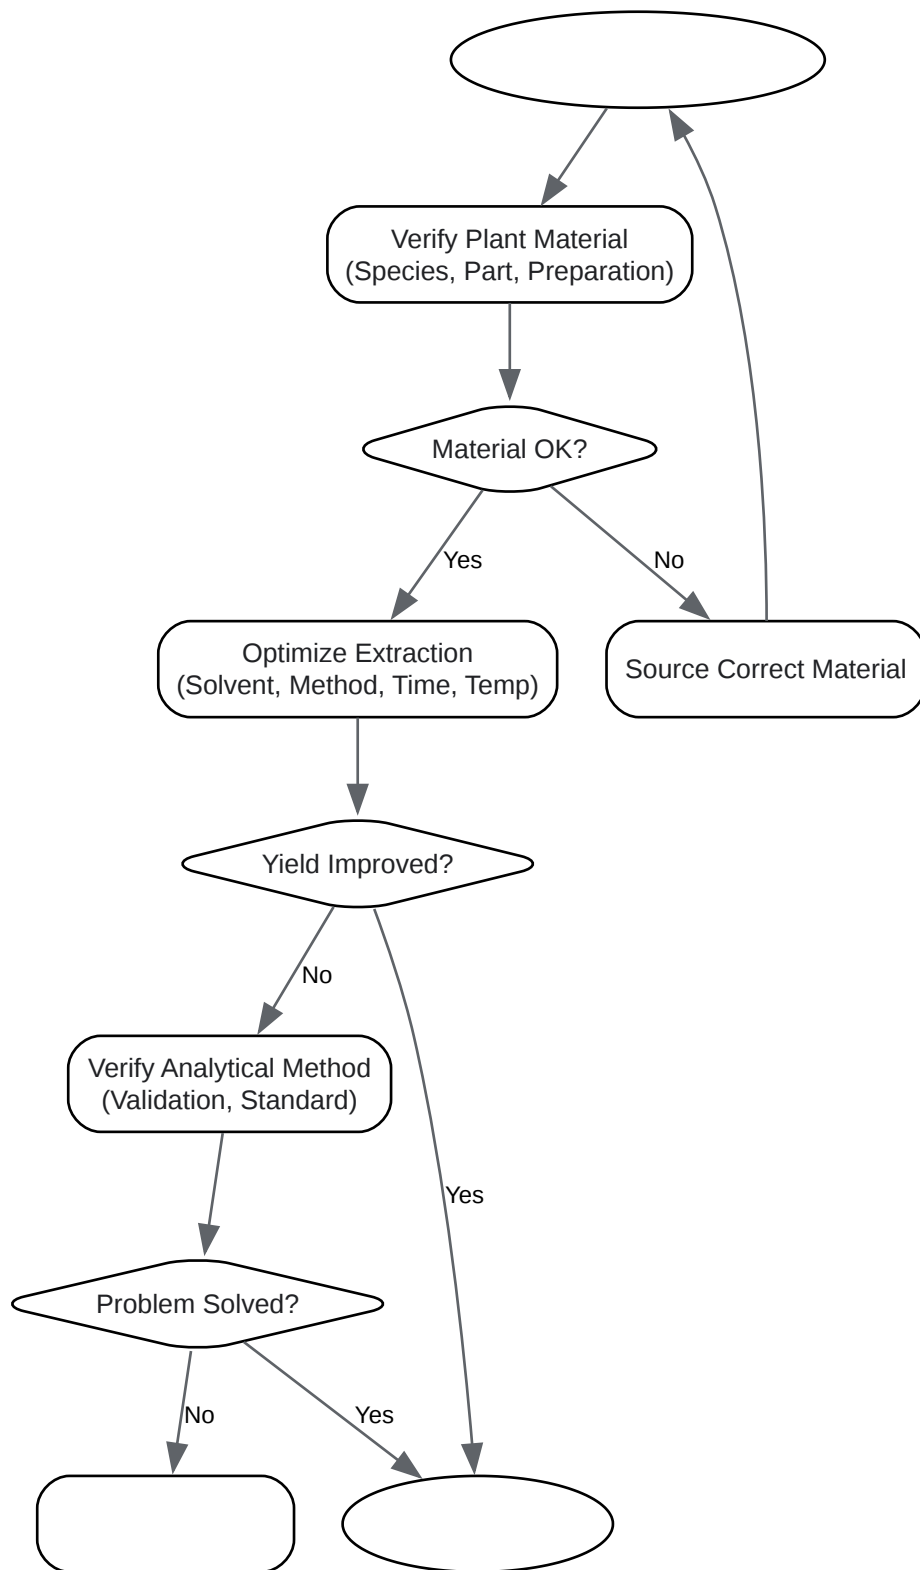 Verify Plant Material
(Species, Part, Preparation)
Material OK?
Yes
No
Optimize Extraction
(Solvent, Method, Time, Temp)
Source Correct Material
Yield Improved?
No
Verify Analytical Method
(Validation, Standard)
Yes
Problem Solved?
No
Yes